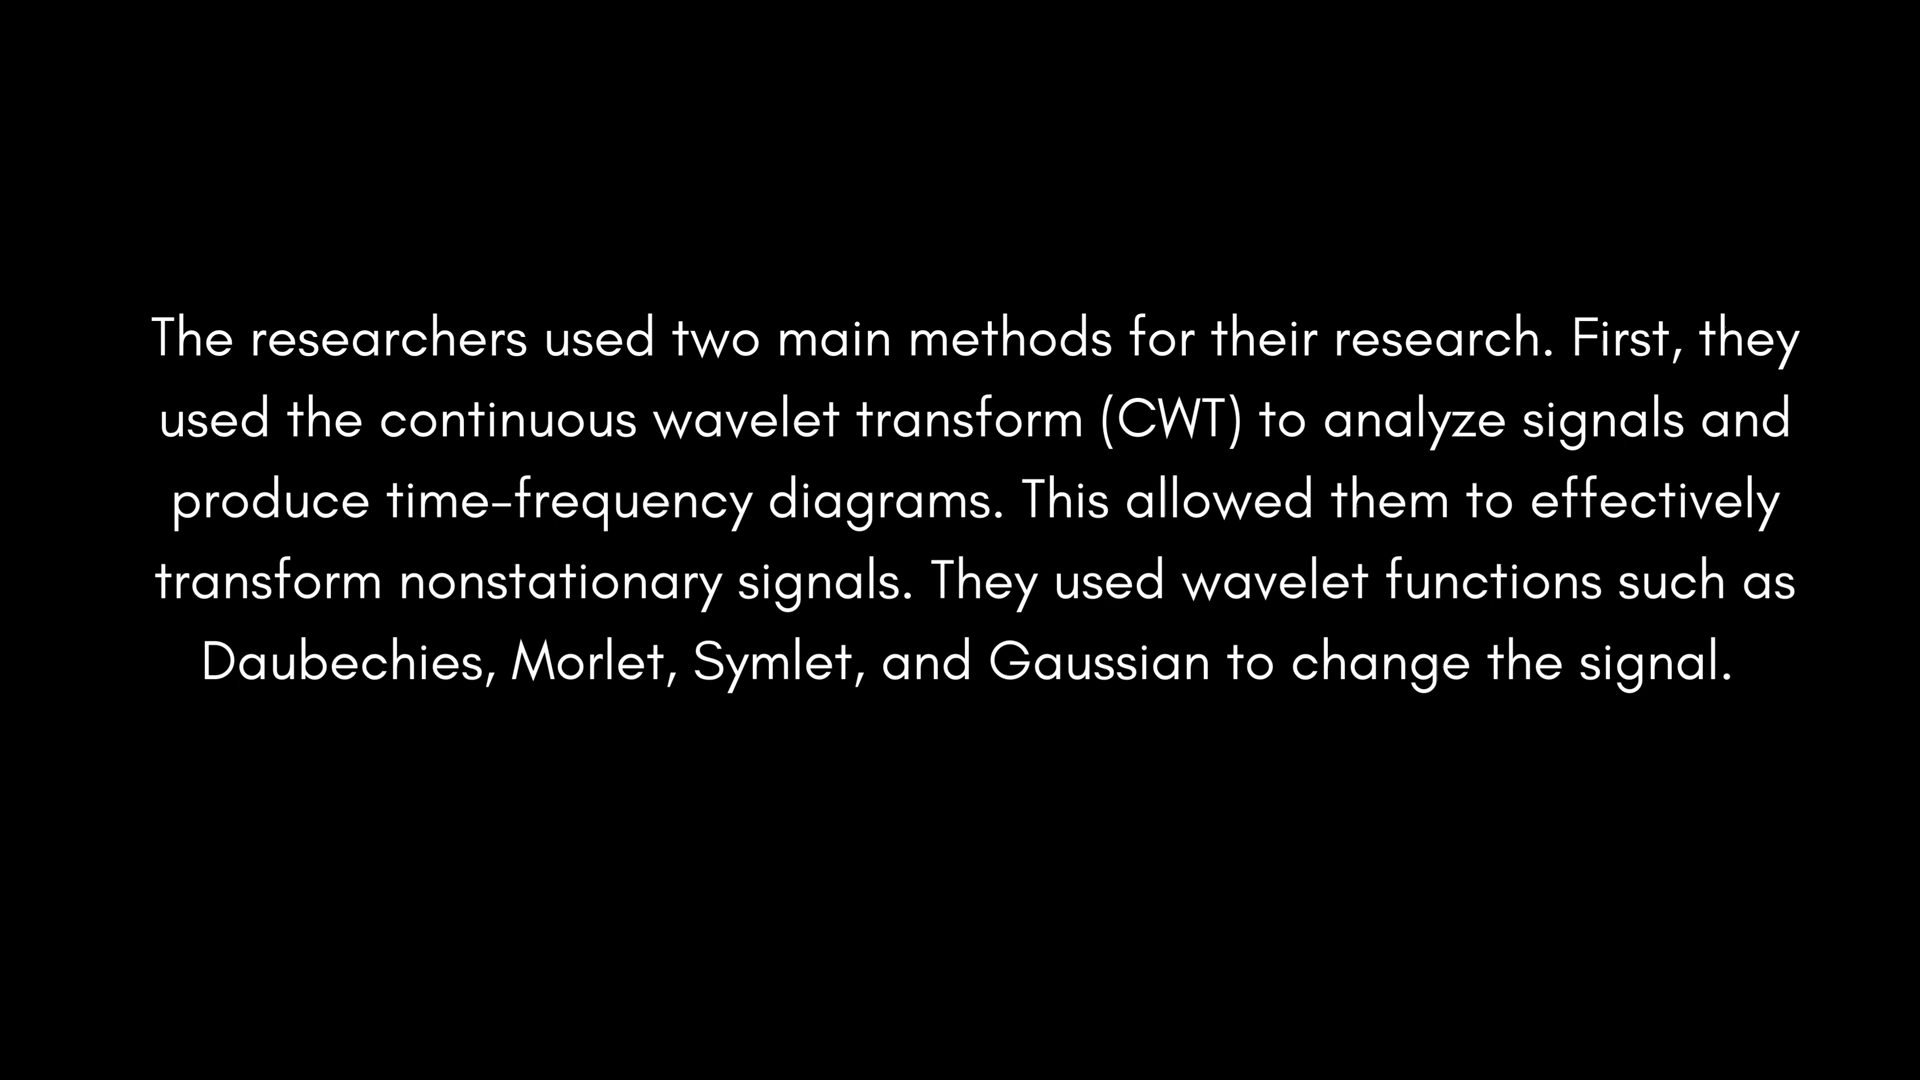 The researchers used two main methods for their research. First, they
used the continuous wavelet transform (CWT) to analyze signals and
produce time-frequency diagrams. This allowed them to effectively
transform nonstationary signals. They used wavelet functions such as
Daubechies, Morlet, Symlet, and Gaussian to change the signal.